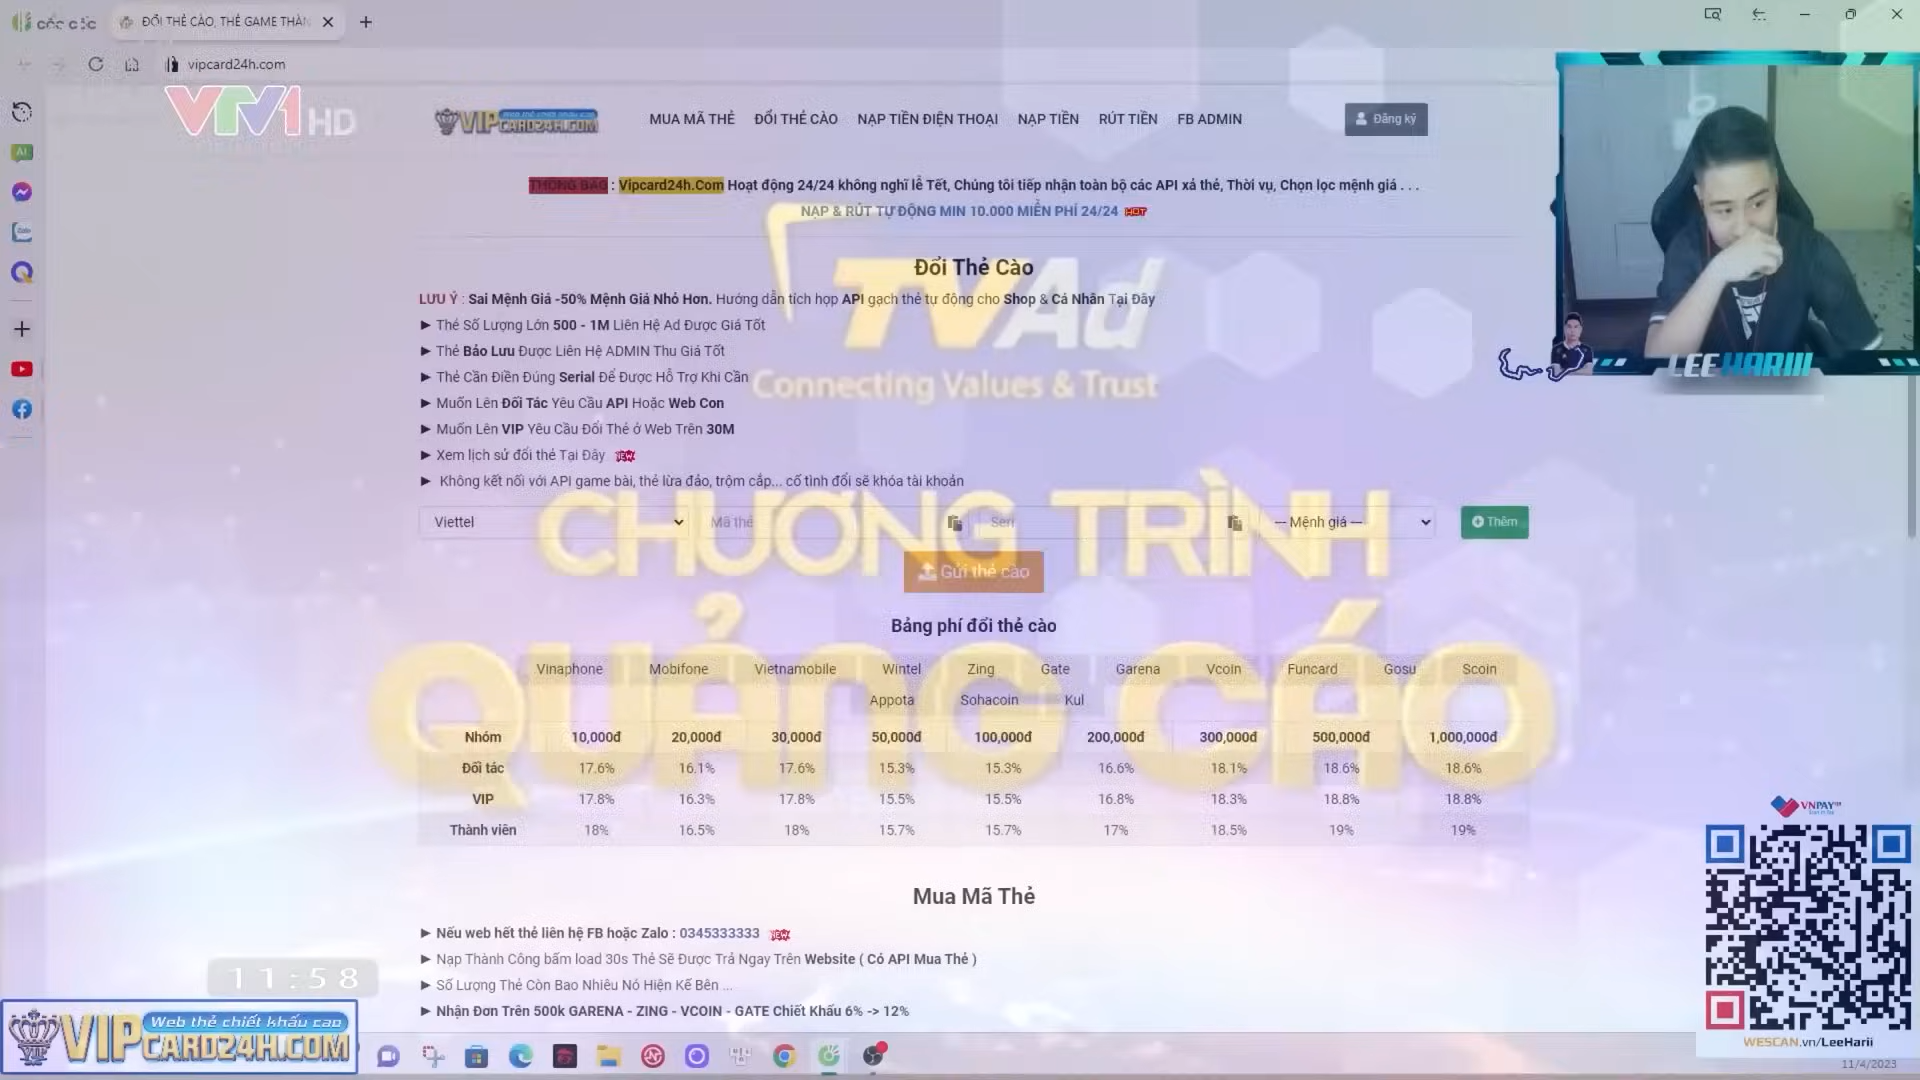 cốc cốc
ĐỔI THẺ CÀO, THẺ GAME THÀN
vipcard24h.com
VTV1 HD
VIPCARD24H.COM
MUA MÃ THẺ ĐỔI THẺ CÀO NẠP TIỀN ĐIỆN THOẠI NẠP TIỀN RÚT TIỀN FB ADMIN
Đăng ký
THÔNG BÁO : Vipcard24h.Com Hoạt động 24/24 không nghĩ lễ Tết, Chúng tôi tiếp nhận toàn bộ các API xả thẻ, Thời vụ, Chọn lọc mệnh giá . . .
NẠP & RÚT TỰ ĐỘNG MIN 10.000 MIỄN PHÍ 24/24 HOT
TVAd
Connecting Values & Trust
Đổi Thẻ Cào
LƯU Ý : Sai Mệnh Giá -50% Mệnh Giá Nhỏ Hơn. Hướng dẫn tích hợp API gạch thẻ tự động cho Shop & Cá Nhân Tại Đây
► Thẻ Số Lượng Lớn 500 - 1M Liên Hệ Ad Được Giá Tốt
► Thẻ Bảo Lưu Được Liên Hệ ADMIN Thu Giá Tốt
► Thẻ Cần Điền Đúng Serial Để Được Hỗ Trợ Khi Cần
► Muốn Lên Đối Tác Yêu Cầu API Hoặc Web Con
► Muốn Lên VIP Yêu Cầu Đổi Thẻ ở Web Trên 30M
► Xem lịch sử đổi thẻ Tại Đây NEW
► Không kết nối với API game bài, thẻ lừa đảo, trộm cắp... cố tình đổi sẽ khóa tài khoản
CHƯƠNG TRÌNH
QUẢNG CÁO
Viettel Mã thẻ Seri --- Mệnh giá --- Thêm
Gửi thẻ cào
Bảng phí đổi thẻ cào
Vinaphone Mobifone Vietnamobile Wintel Zing Gate Garena Vcoin Funcard Gosu Scoin
Appota Sohacoin Kul
Nhóm 10,000đ 20,000đ 30,000đ 50,000đ 100,000đ 200,000đ 300,000đ 500,000đ 1,000,000đ
Đối tác 17.6% 16.1% 17.6% 15.3% 15.3% 16.6% 18.1% 18.6% 18.6%
VIP 17.8% 16.3% 17.8% 15.5% 15.5% 16.8% 18.3% 18.8% 18.8%
Thành viên 18% 16.5% 18% 15.7% 15.7% 17% 18.5% 19% 19%
Mua Mã Thẻ
► Nếu web hết thẻ liên hệ FB hoặc Zalo : 0345333333 NEW
► Nạp Thành Công bấm load 30s Thẻ Sẽ Được Trả Ngay Trên Website ( Có API Mua Thẻ )
► Số Lượng Thẻ Còn Bao Nhiêu Nó Hiện Kế Bên ...
► Nhận Đơn Trên 500k GARENA - ZING - VCOIN - GATE Chiết Khấu 6% -> 12%
11:58
Web thẻ chiết khấu cao
VIPCARD24H.COM
LEEHARIII
VNPAY
WESCAN.vn/LeeHarii
11/4/2023